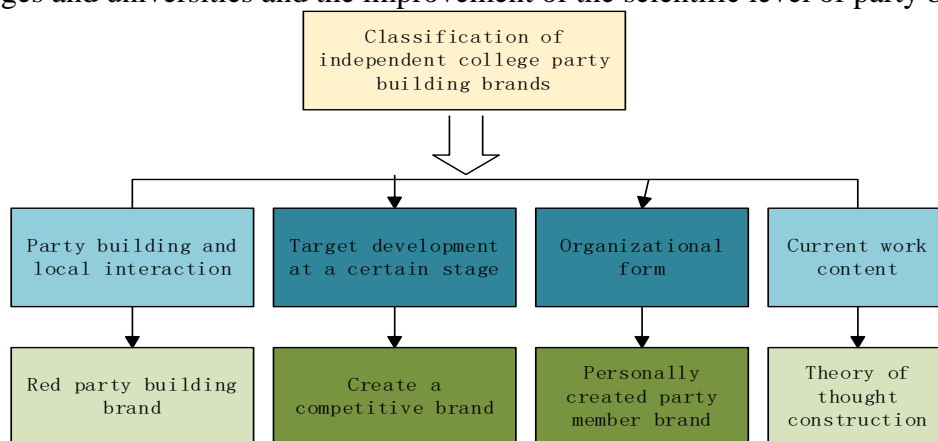 ges and universities and the improvement of the scientific level of party
Classification of
independent college party
building brands
Party building and
local interaction
Target development
at a certain stage
Organizational
form
Current work
content
Red party building
brand
Create a
competitive brand
Personally
created party
member brand
Theory of
thought
construction